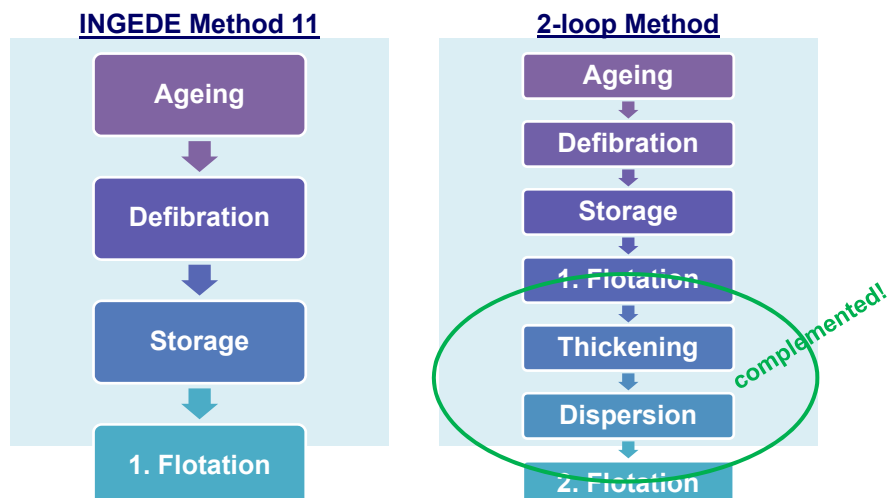 INGEDE Method 11
Ageing
Defibration
Storage
1. Flotation
2-loop Method
Ageing
Defibration
Storage
1. Flotation
Thickening
Dispersion
2. Flotation
complemented!